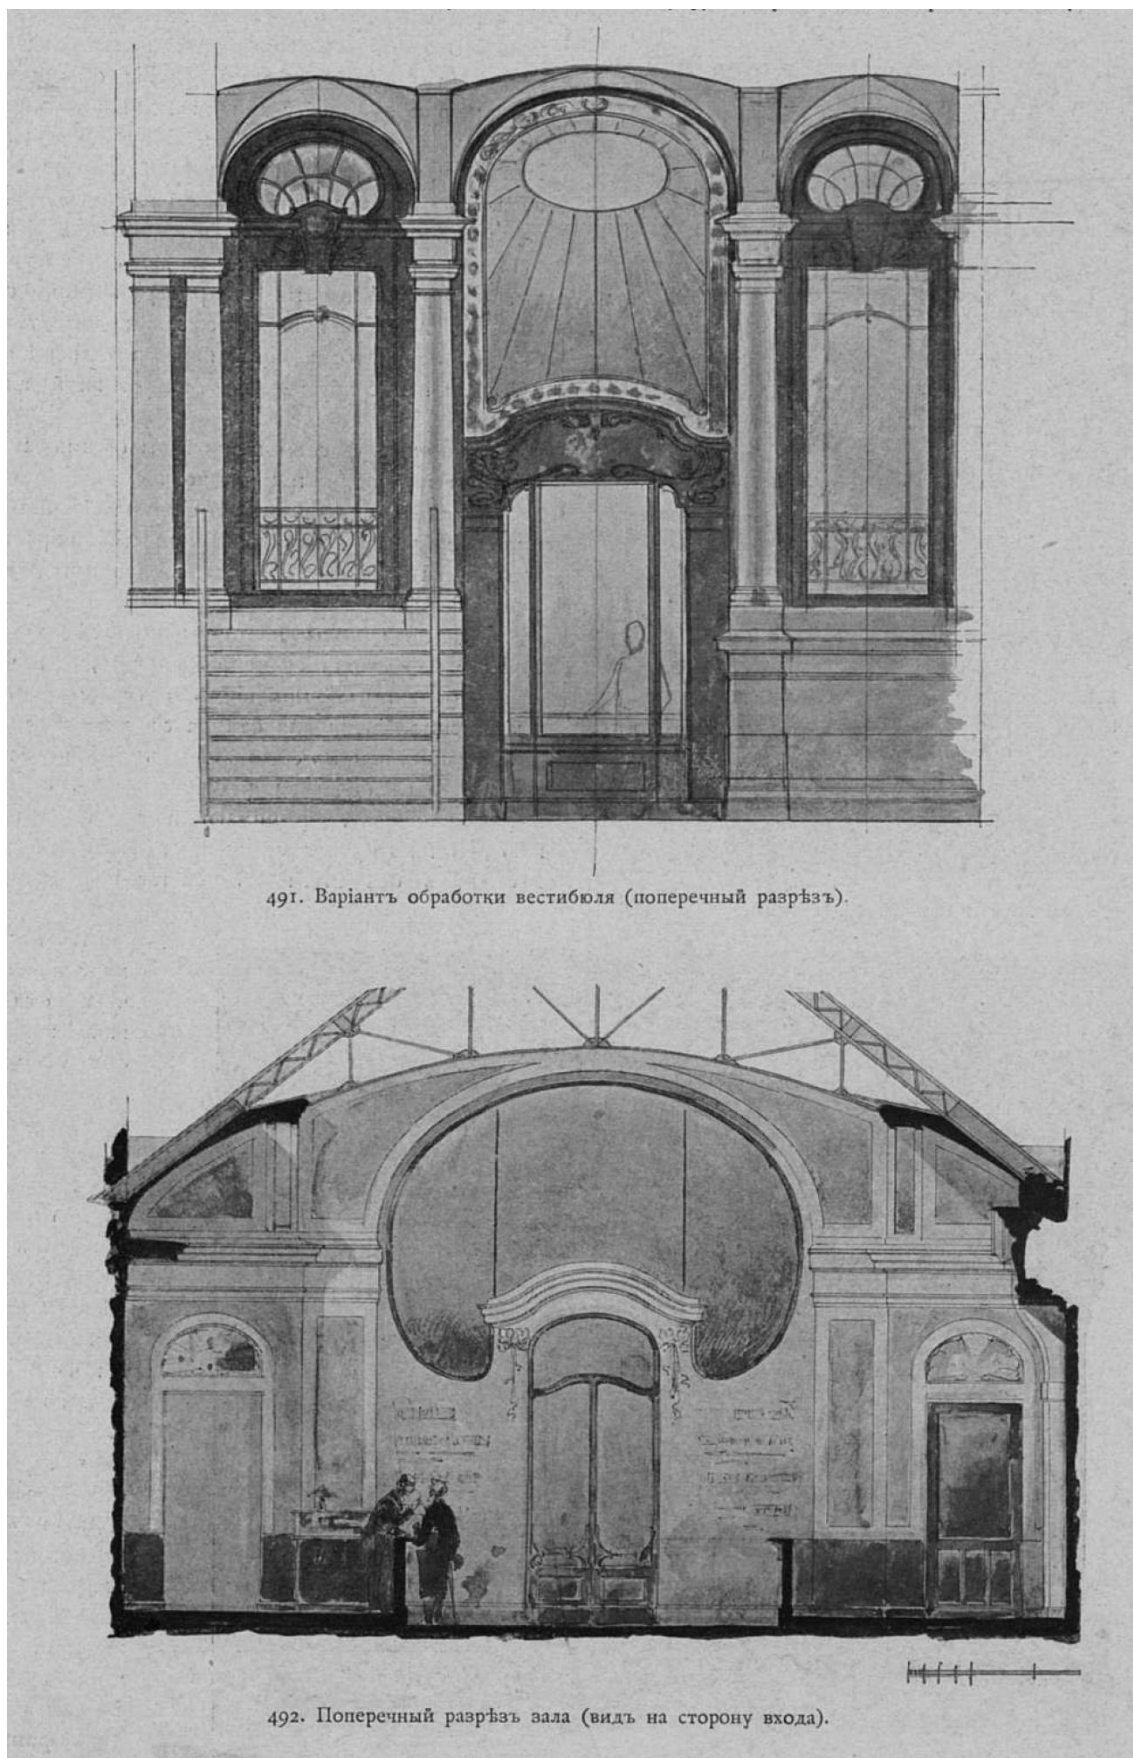 491. Варіантъ обработки вестибюля (поперечный разрѣзъ).
492. Поперечный разрѣзъ зала (видъ на сторону входа).